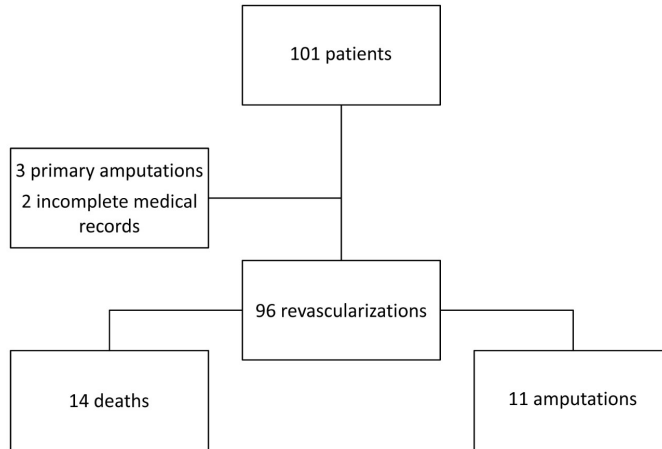 101 patients
3 primary amputations
2 incomplete medical
records
96 revascularizations
14 deaths
11 amputations